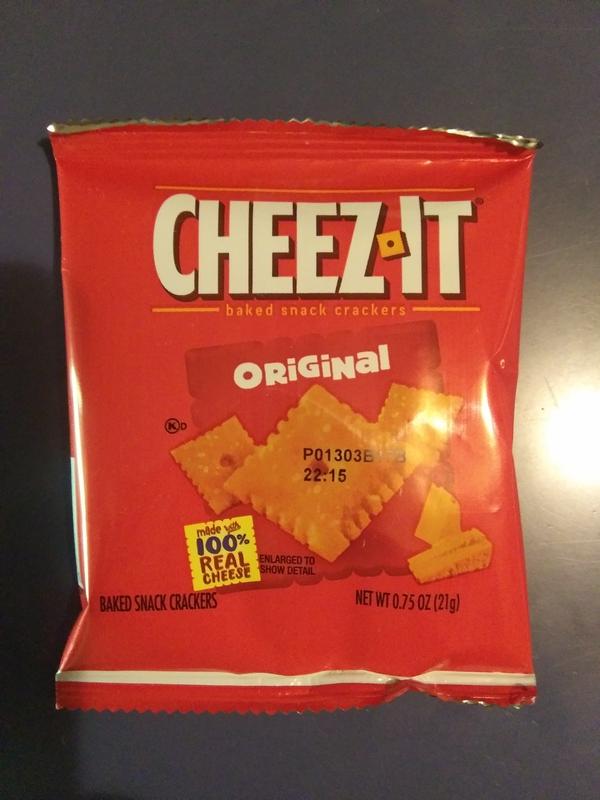 CHEEZ-IT®
baked snack crackers
ORiGiNal
K D
22:15
made with
100%
REAL
CHEESE
ENLARGED TO
SHOW DETAIL
BAKED SNACK CRACKERS
NET WT 0.75 OZ (21g)